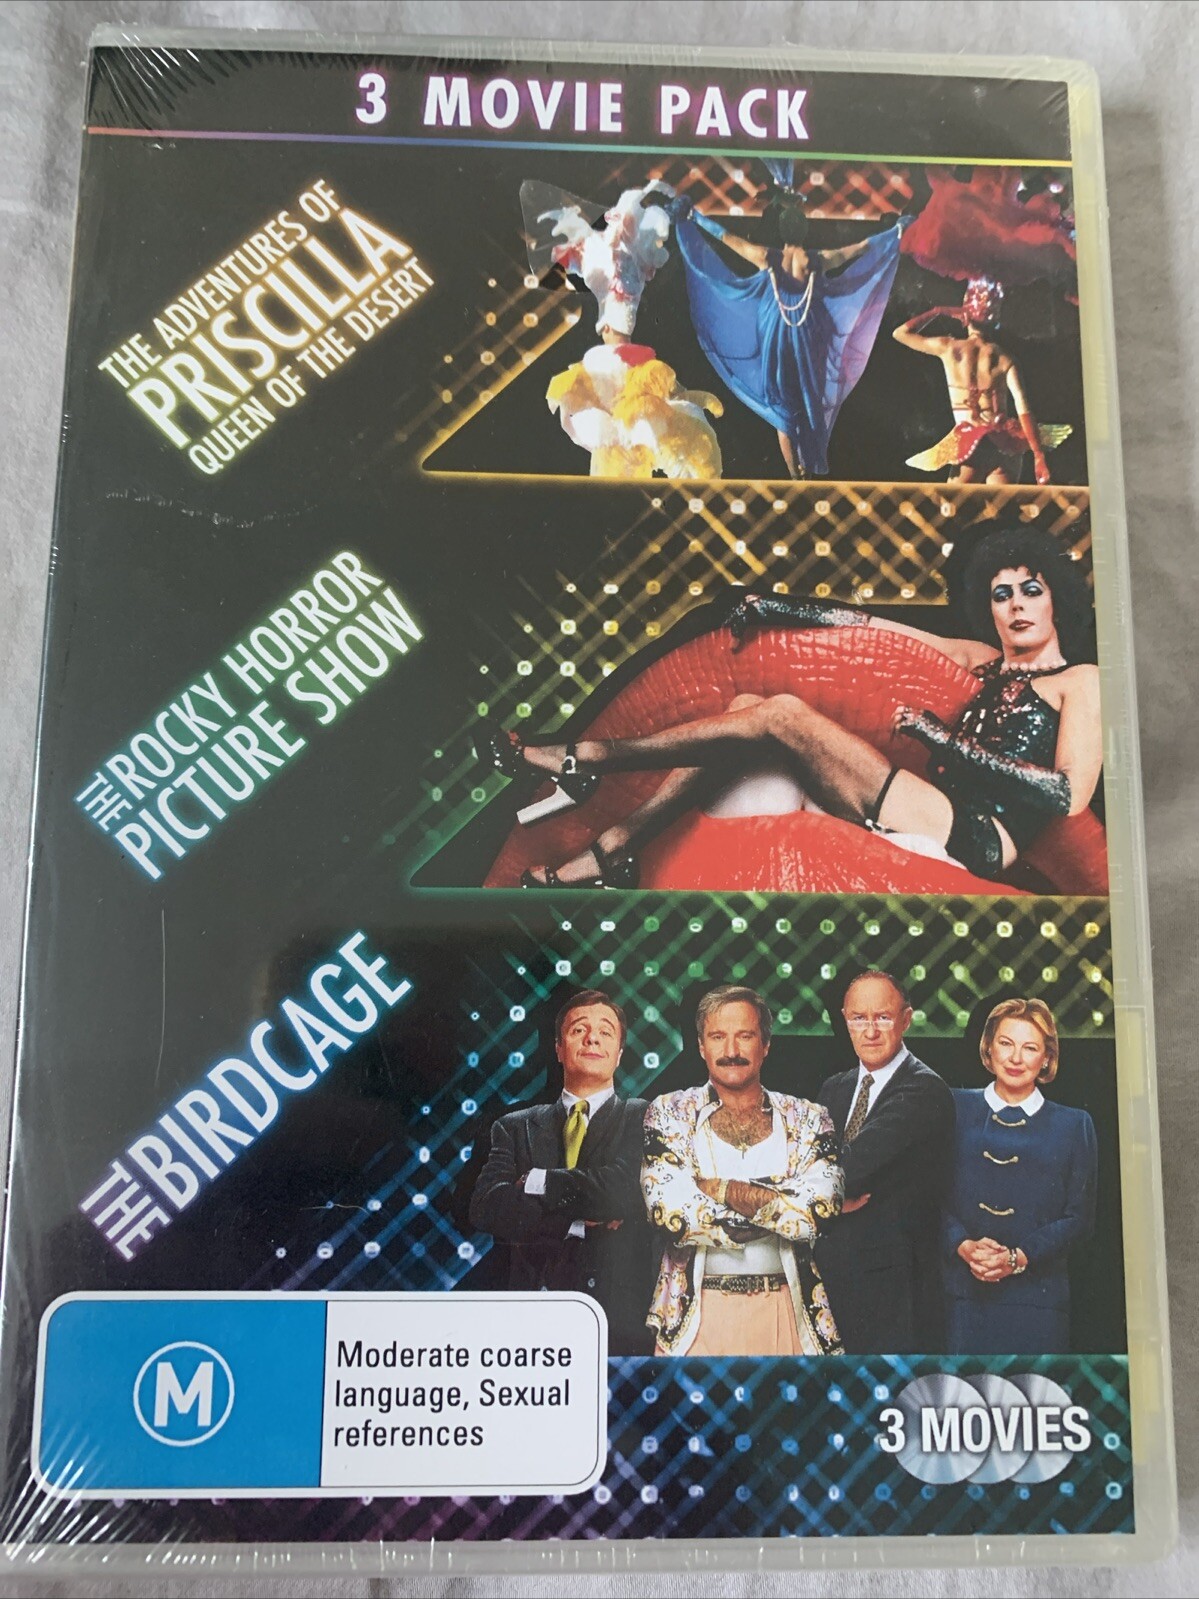 3 MOVIE PACK
THE ADVENTURES OF
PRISCILLA
QUEEN OF THE DESERT
THE ROCKY HORROR
PICTURE SHOW
THE BIRDCAGE
M
Moderate coarse
language, Sexual
references
3 MOVIES